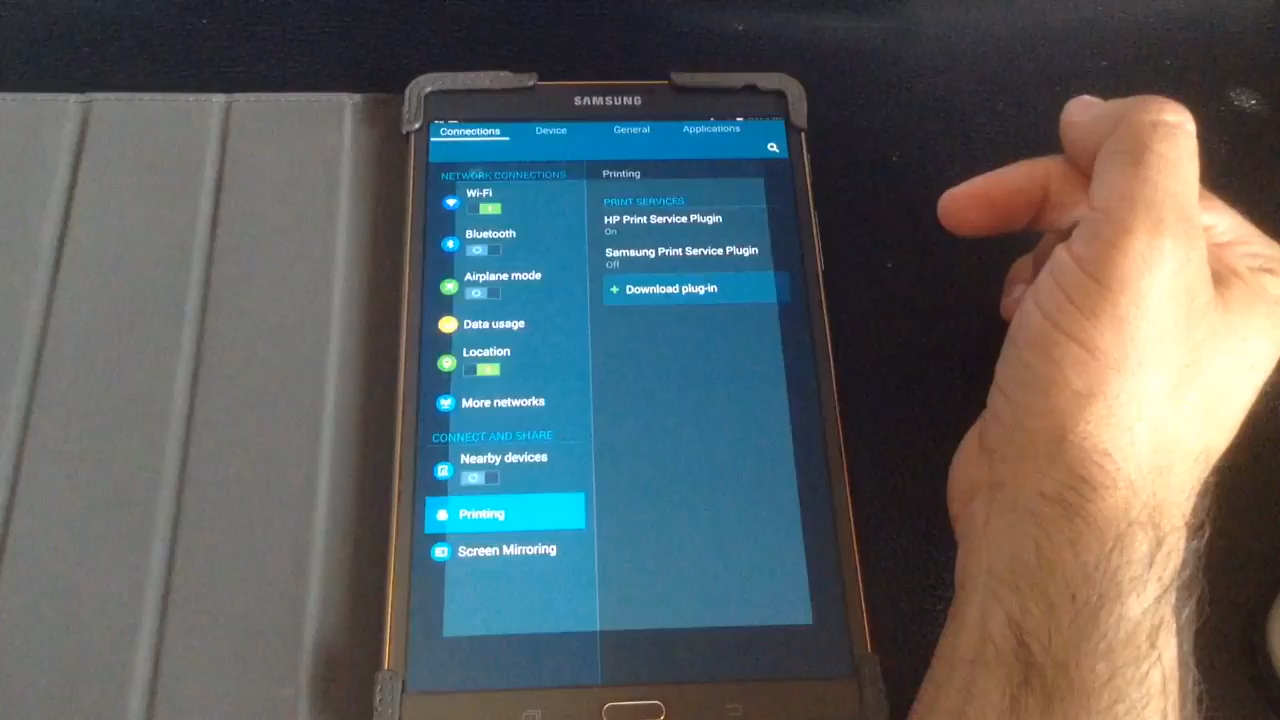 SAMSUNG
Connections
Device
General
Applications
NETWORK CONNECTIONS
Wi-Fi
Bluetooth
Airplane mode
Data usage
Location
More networks
CONNECT AND SHARE
Nearby devices
Printing
Screen Mirroring
Printing
PRINT SERVICES
HP Print Service Plugin
On
Samsung Print Service Plugin
Off
+ Download plug-in